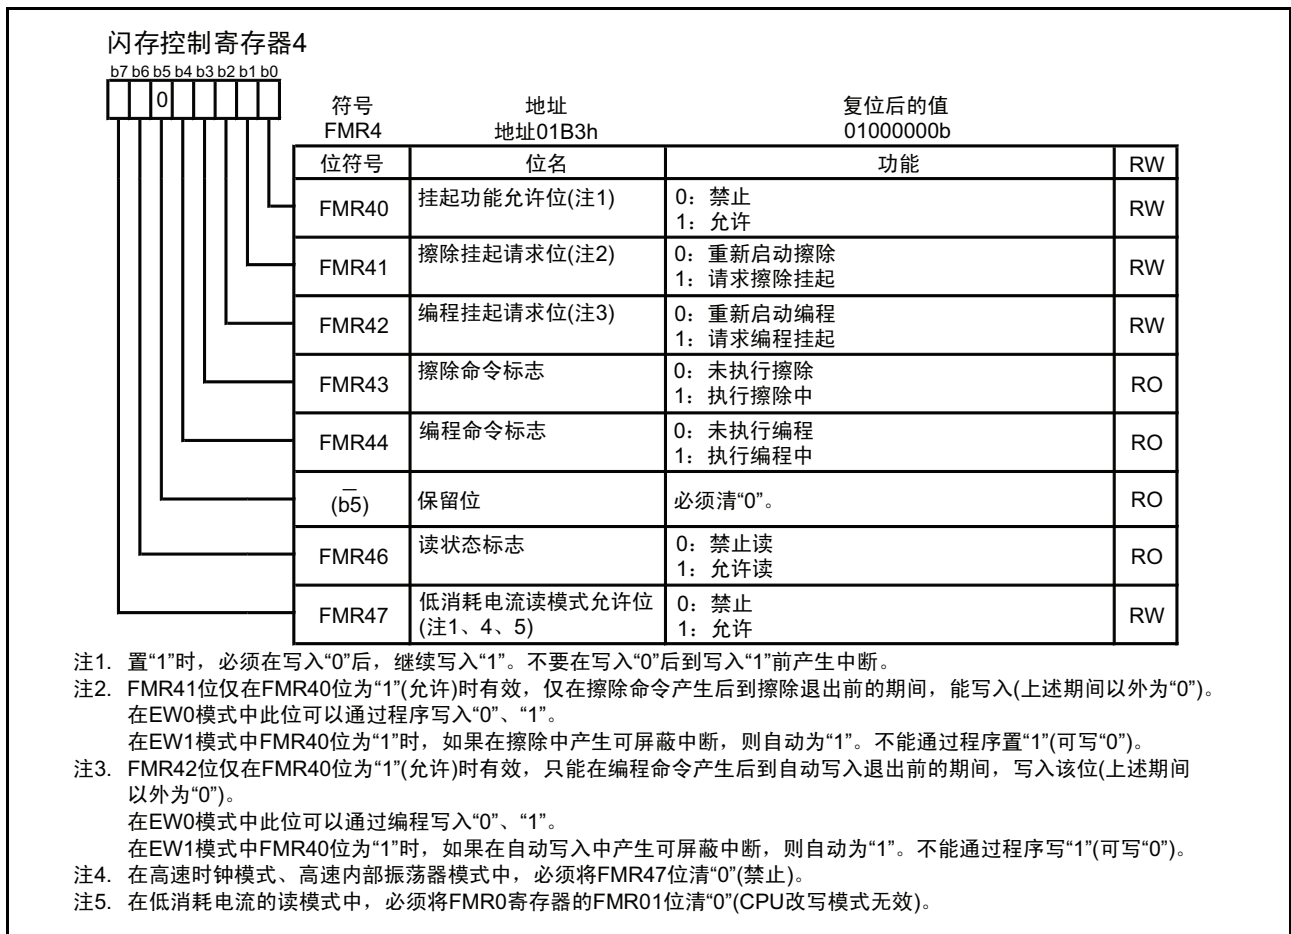 闪存控制寄存器4
b7 b6 b5 b4 b3 b2 b1 b0
0
符号 地址 复位后的值
FMR4 地址01B3h 01000000b
位符号 位名 功能 RW
FMR40 挂起功能允许位(注1) 0：禁止 RW
1：允许
FMR41 擦除挂起请求位(注2) 0：重新启动擦除 RW
1：请求擦除挂起
FMR42 编程挂起请求位(注3) 0：重新启动编程 RW
1：请求编程挂起
FMR43 擦除命令标志 0：未执行擦除 RO
1：执行擦除中
FMR44 编程命令标志 0：未执行编程 RO
1：执行编程中
—
(b5) 保留位 必须清“0”。 RO
FMR46 读状态标志 0：禁止读 RO
1：允许读
FMR47 低消耗电流读模式允许位 0：禁止 RW
(注1、4、5) 1：允许
注1. 置“1”时，必须在写入“0”后，继续写入“1”。不要在写入“0”后到写入“1”前产生中断。
注2. FMR41位仅在FMR40位为“1”(允许)时有效，仅在擦除命令产生后到擦除退出前的期间，能写入(上述期间以外为“0”)。
在EW0模式中此位可以通过程序写入“0”、“1”。
在EW1模式中FMR40位为“1”时，如果在擦除中产生可屏蔽中断，则自动为“1”。不能通过程序置“1”(可写“0”)。
注3. FMR42位仅在FMR40位为“1”(允许)时有效，只能在编程命令产生后到自动写入退出前的期间，写入该位(上述期间
以外为“0”)。
在EW0模式中此位可以通过编程写入“0”、“1”。
在EW1模式中FMR40位为“1”时，如果在自动写入中产生可屏蔽中断，则自动为“1”。不能通过程序写“1”(可写“0”)。
注4. 在高速时钟模式、高速内部振荡器模式中，必须将FMR47位清“0”(禁止)。
注5. 在低消耗电流的读模式中，必须将FMR0寄存器的FMR01位清“0”(CPU改写模式无效)。